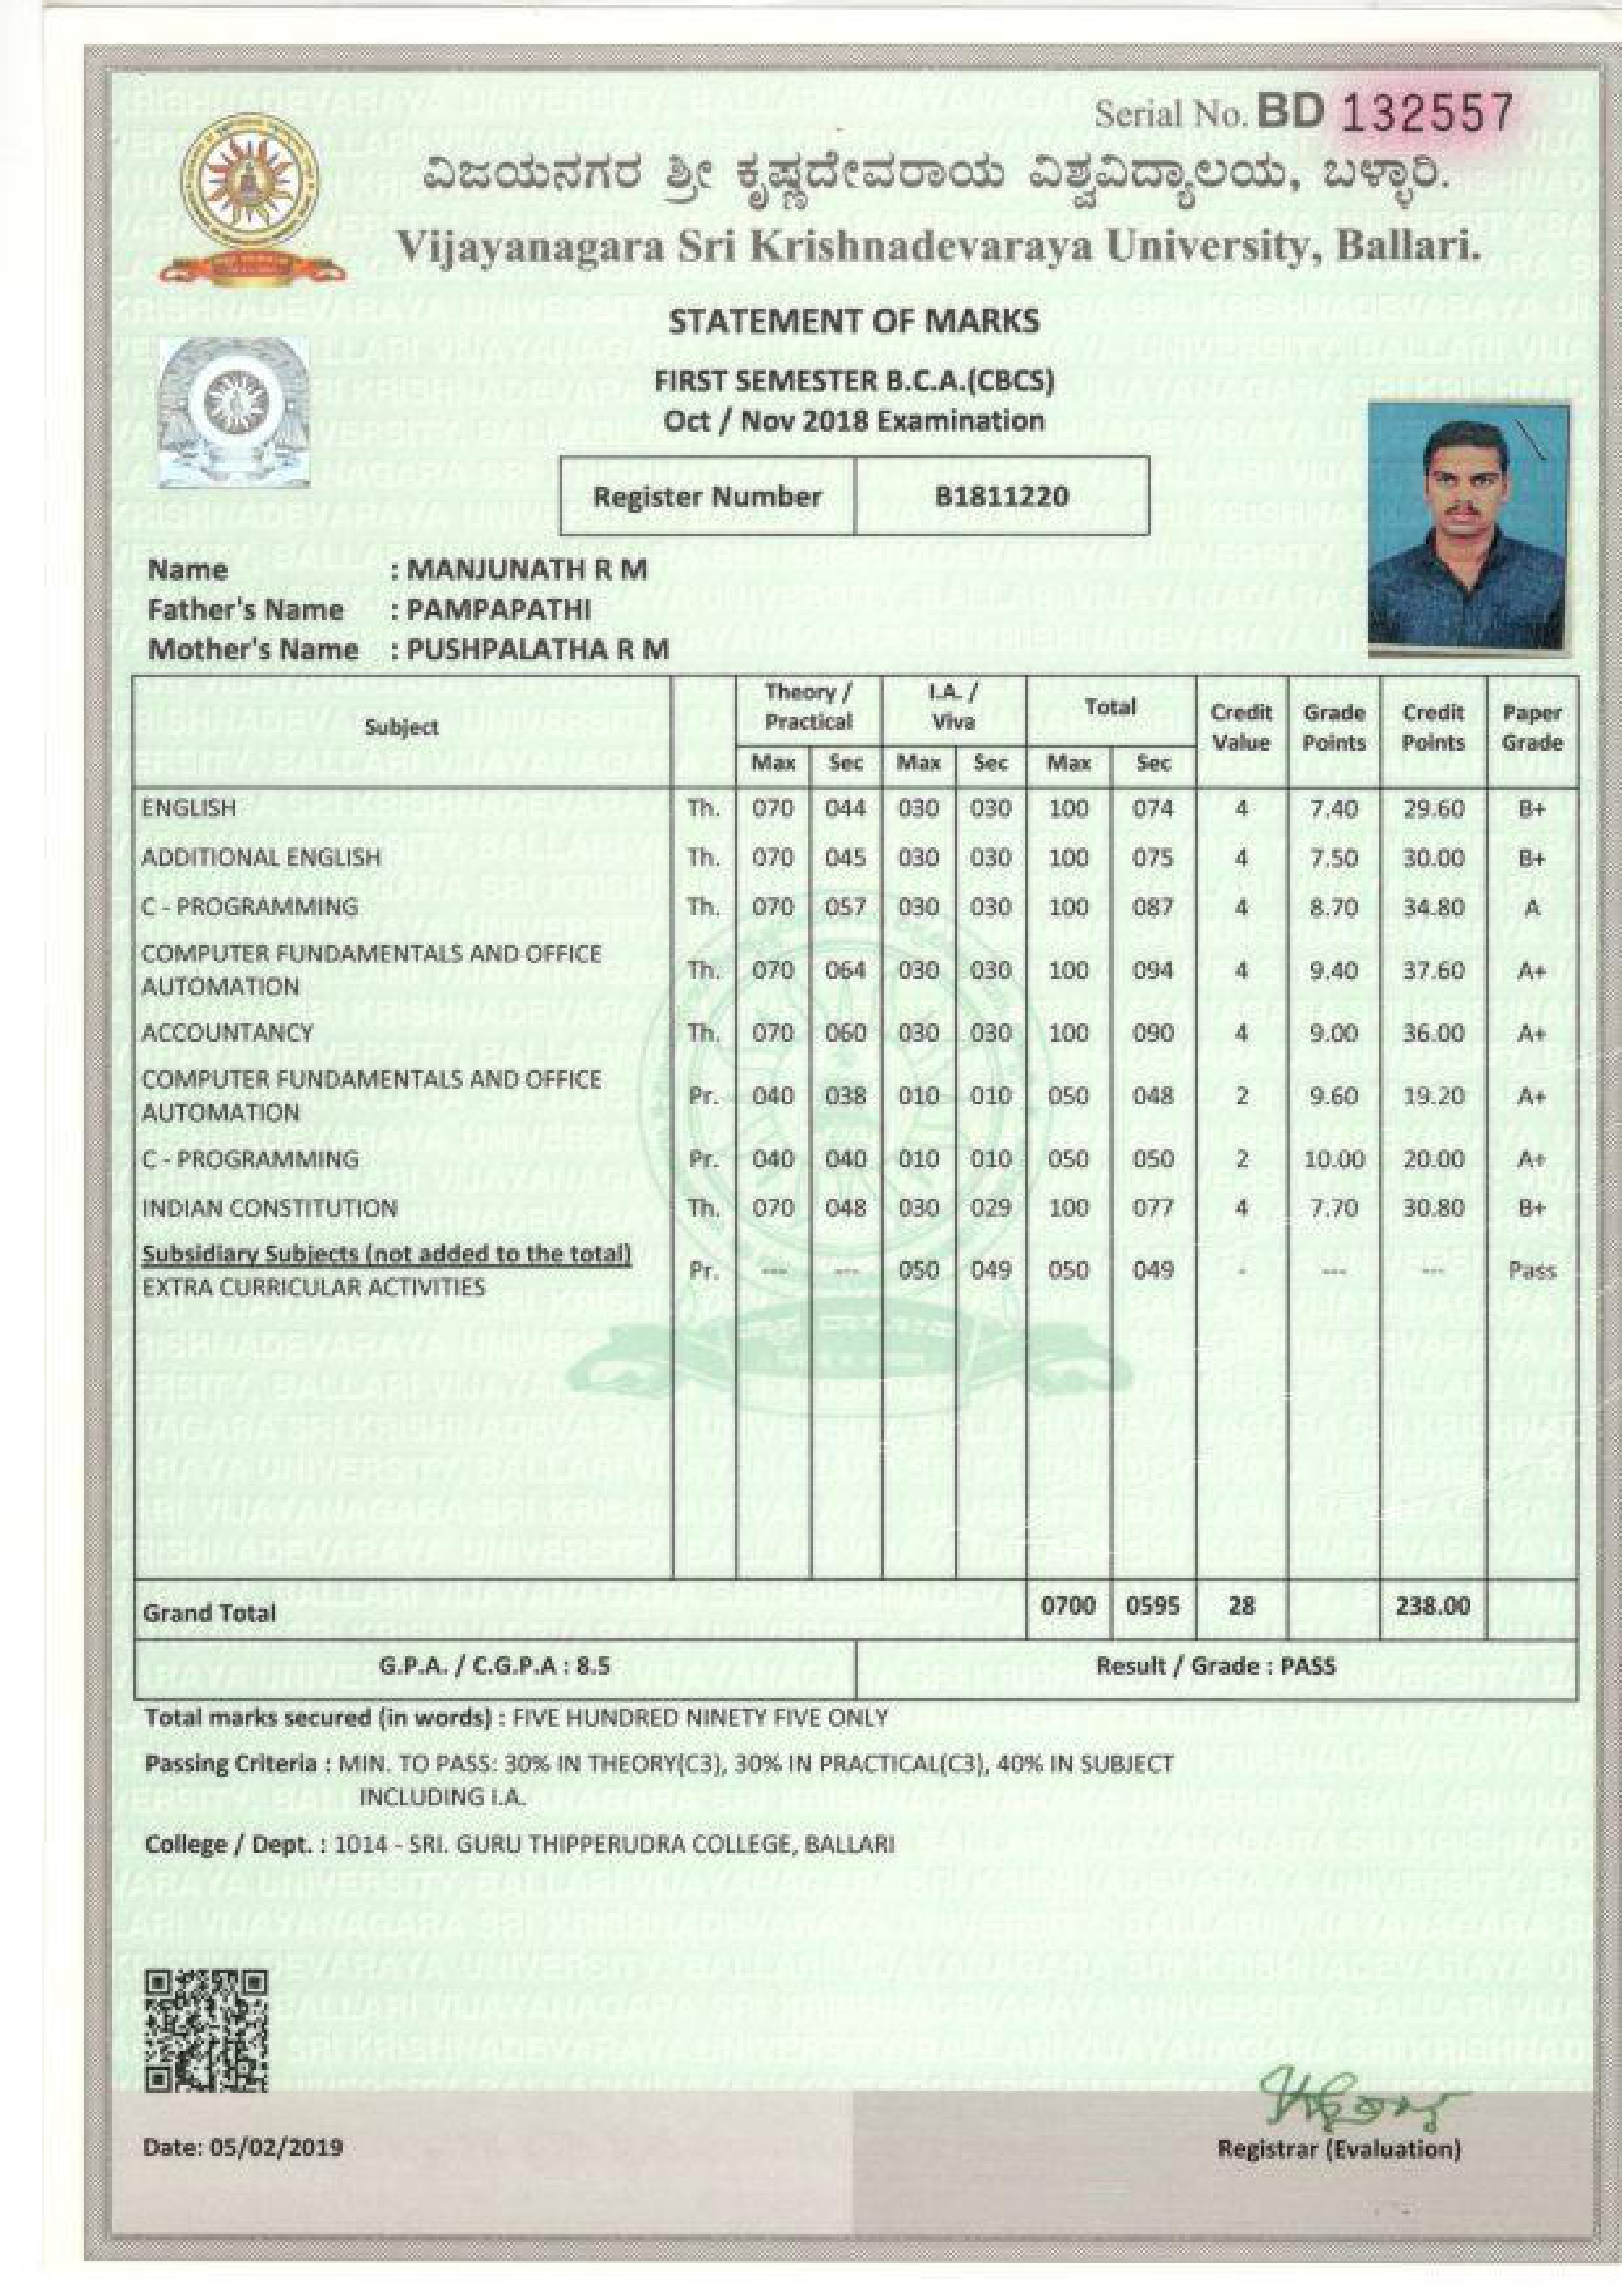 Serial No. BD 132557
ವಿಜಯನಗರ ಶ್ರೀ ಕೃಷ್ಣದೇವರಾಯ ವಿಶ್ವವಿದ್ಯಾಲಯ, ಬಳ್ಳಾರಿ.
Vijayanagara Sri Krishnadevaraya University, Ballari.
STATEMENT OF MARKS
FIRST SEMESTER B.C.A.(CBCS)
Oct / Nov 2018 Examination
Register Number B1811220
Name : MANJUNATH R M
Father's Name : PAMPAPATHI
Mother's Name : PUSHPALATHA R M
Subject Theory / Practical I.A. / Viva Total Credit Value Grade Points Credit Points Paper Grade
Max Sec Max Sec Max Sec
ENGLISH Th. 070 044 030 030 100 074 4 7.40 29.60 B+
ADDITIONAL ENGLISH Th. 070 045 030 030 100 075 4 7.50 30.00 B+
C - PROGRAMMING Th. 070 057 030 030 100 087 4 8.70 34.80 A
COMPUTER FUNDAMENTALS AND OFFICE
AUTOMATION Th. 070 064 030 030 100 094 4 9.40 37.60 A+
ACCOUNTANCY Th. 070 060 030 030 100 090 4 9.00 36.00 A+
COMPUTER FUNDAMENTALS AND OFFICE
AUTOMATION Pr. 040 038 010 010 050 048 2 9.60 19.20 A+
C - PROGRAMMING Pr. 040 040 010 010 050 050 2 10.00 20.00 A+
INDIAN CONSTITUTION Th. 070 048 030 029 100 077 4 7.70 30.80 B+
Subsidiary Subjects (not added to the total)
EXTRA CURRICULAR ACTIVITIES Pr. --- --- 050 049 050 049 - --- --- Pass
Grand Total 0700 0595 28 238.00
G.P.A. / C.G.P.A : 8.5 Result / Grade : PASS
Total marks secured (in words) : FIVE HUNDRED NINETY FIVE ONLY
Passing Criteria : MIN. TO PASS: 30% IN THEORY(C3), 30% IN PRACTICAL(C3), 40% IN SUBJECT
INCLUDING I.A.
College / Dept. : 1014 - SRI. GURU THIPPERUDRA COLLEGE, BALLARI
Date: 05/02/2019
Registrar (Evaluation)